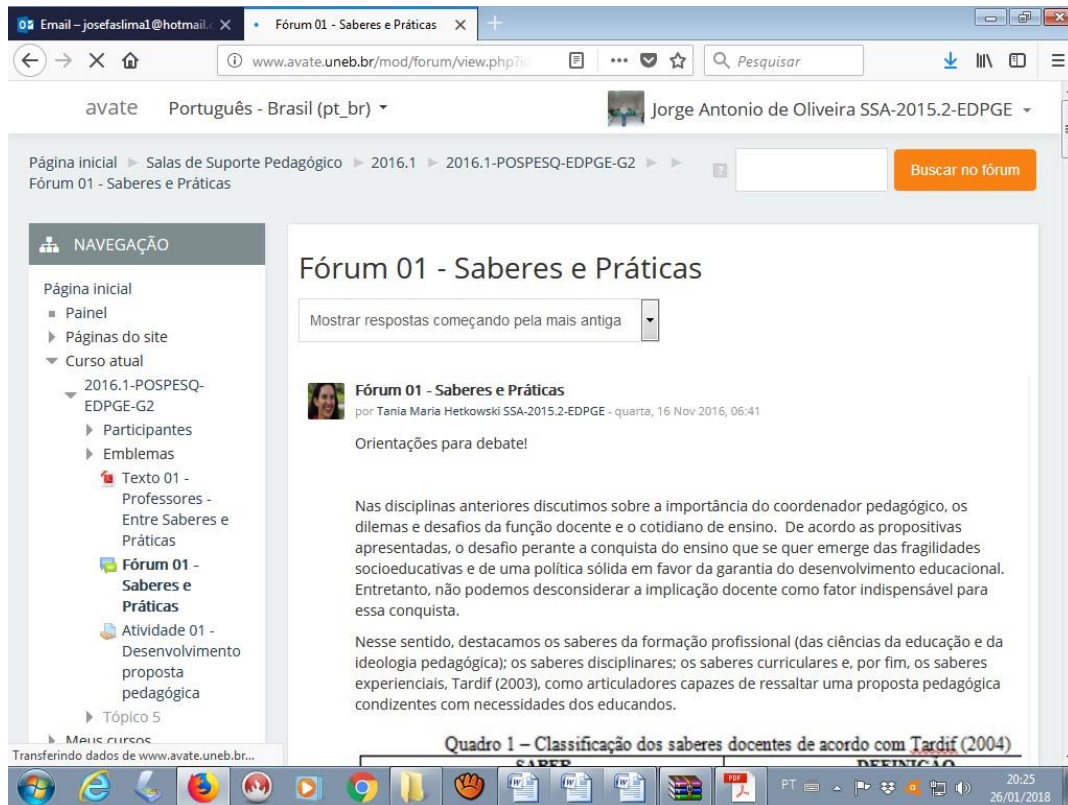 Email – josefaslima1@hotmail.c
Fórum 01 - Saberes e Práticas
www.avate.uneb.br/mod/forum/view.php?i
Pesquisar
avate
Português - Brasil (pt_br)
Jorge Antonio de Oliveira SSA-2015.2-EDPGE
Página inicial
Salas de Suporte Pedagógico
2016.1
2016.1-POSPESQ-EDPGE-G2
Fórum 01 - Saberes e Práticas
Buscar no fórum
NAVEGAÇÃO
Página inicial
Painel
Páginas do site
Curso atual
2016.1-POSPESQ-
EDPGE-G2
Participantes
Emblemas
Texto 01 -
Professores -
Entre Saberes e
Práticas
Fórum 01 -
Saberes e
Práticas
Atividade 01 -
Desenvolvimento
proposta
pedagógica
Tópico 5
Meus cursos
Transferindo dados de www.avate.uneb.br...
Fórum 01 - Saberes e Práticas
Mostrar respostas começando pela mais antiga
Fórum 01 - Saberes e Práticas
por Tania Maria Hetkowski SSA-2015.2-EDPGE - quarta, 16 Nov 2016, 06:41
Orientações para debate!
Nas disciplinas anteriores discutimos sobre a importância do coordenador pedagógico, os
dilemas e desafios da função docente e o cotidiano de ensino. De acordo as propositivas
apresentadas, o desafio perante a conquista do ensino que se quer emerge das fragilidades
socioeducativas e de uma política sólida em favor da garantia do desenvolvimento educacional.
Entretanto, não podemos desconsiderar a implicação docente como fator indispensável para
essa conquista.
Nesse sentido, destacamos os saberes da formação profissional (das ciências da educação e da
ideologia pedagógica); os saberes disciplinares; os saberes curriculares e, por fim, os saberes
experienciais, Tardif (2003), como articuladores capazes de ressaltar uma proposta pedagógica
condizentes com necessidades dos educandos.
Quadro 1 – Classificação dos saberes docentes de acordo com Tardif (2004)
SABER
DEFINIÇÃO
PDF
PT
20:25
26/01/2018